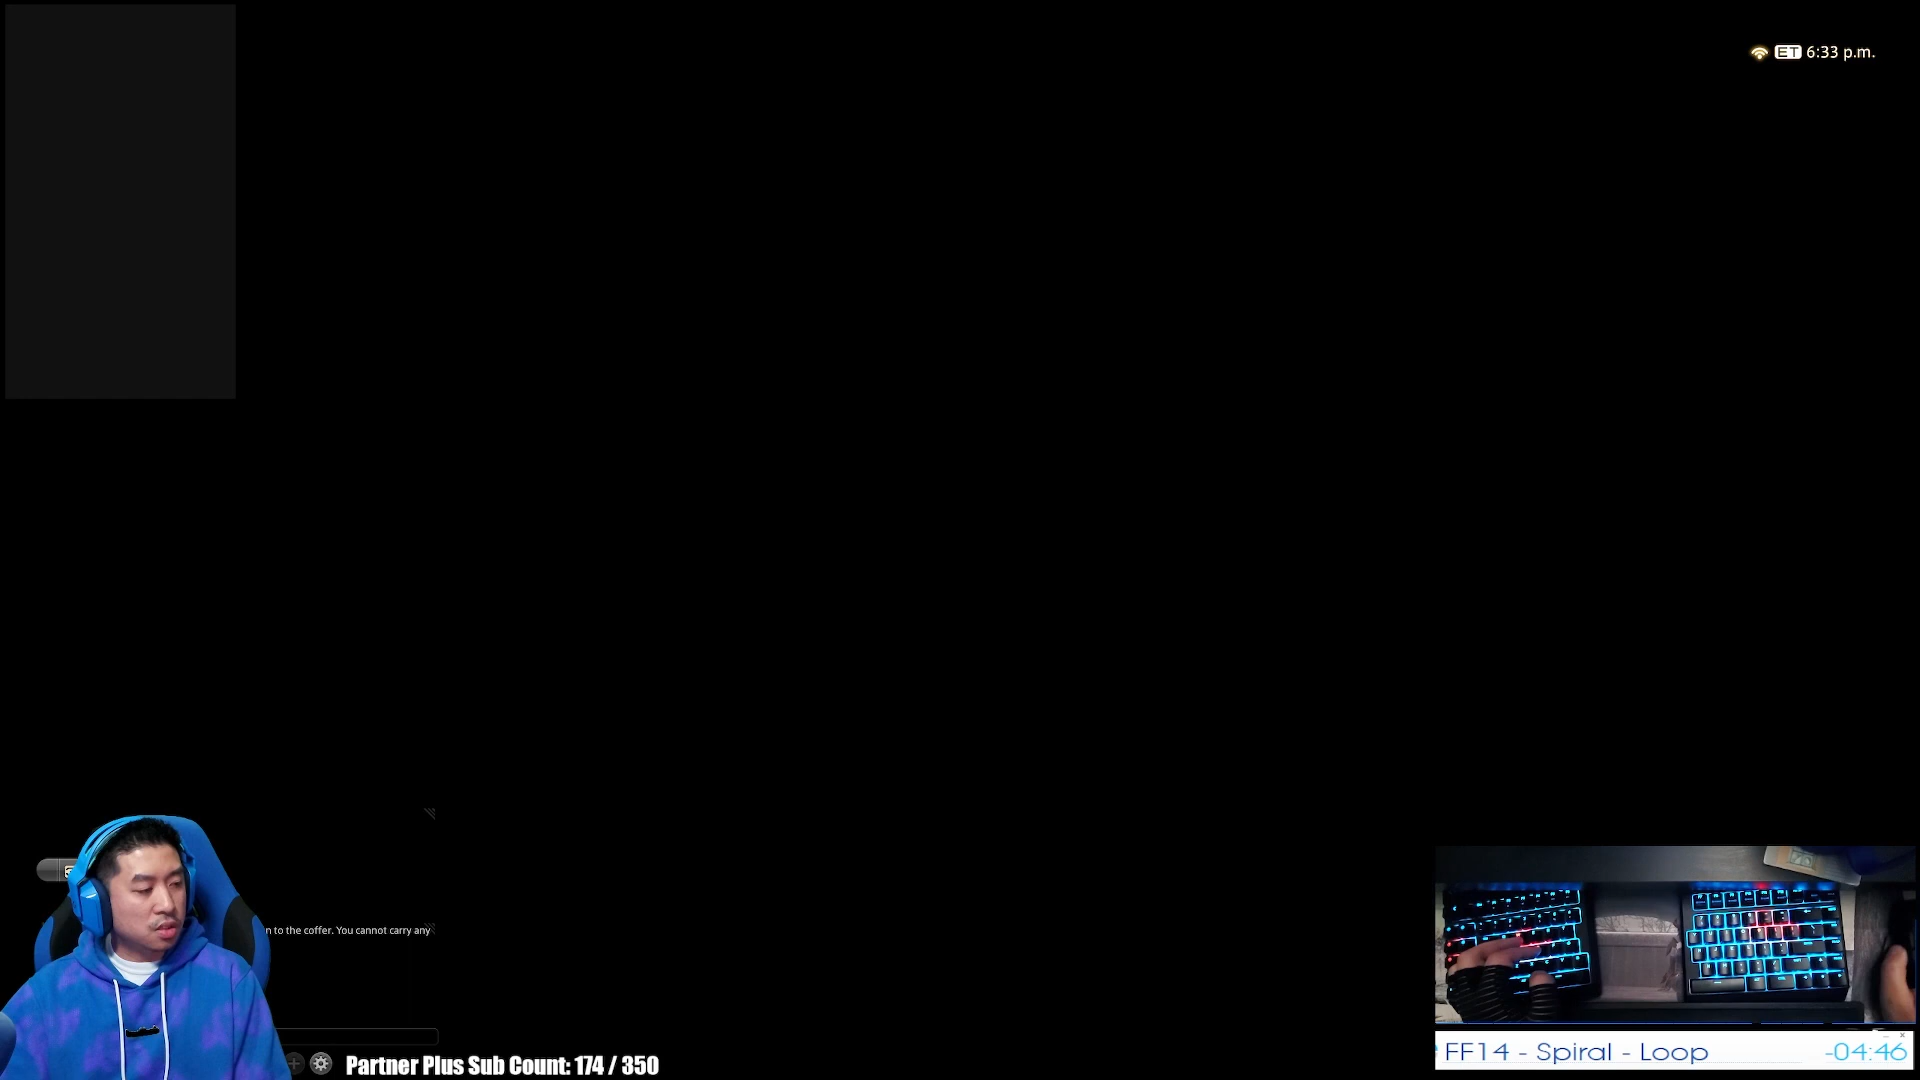 ET 6:33 p.m.
n to the coffer. You cannot carry any
Partner Plus Sub Count: 174 / 350
FF14 - Spiral - Loop -04:46